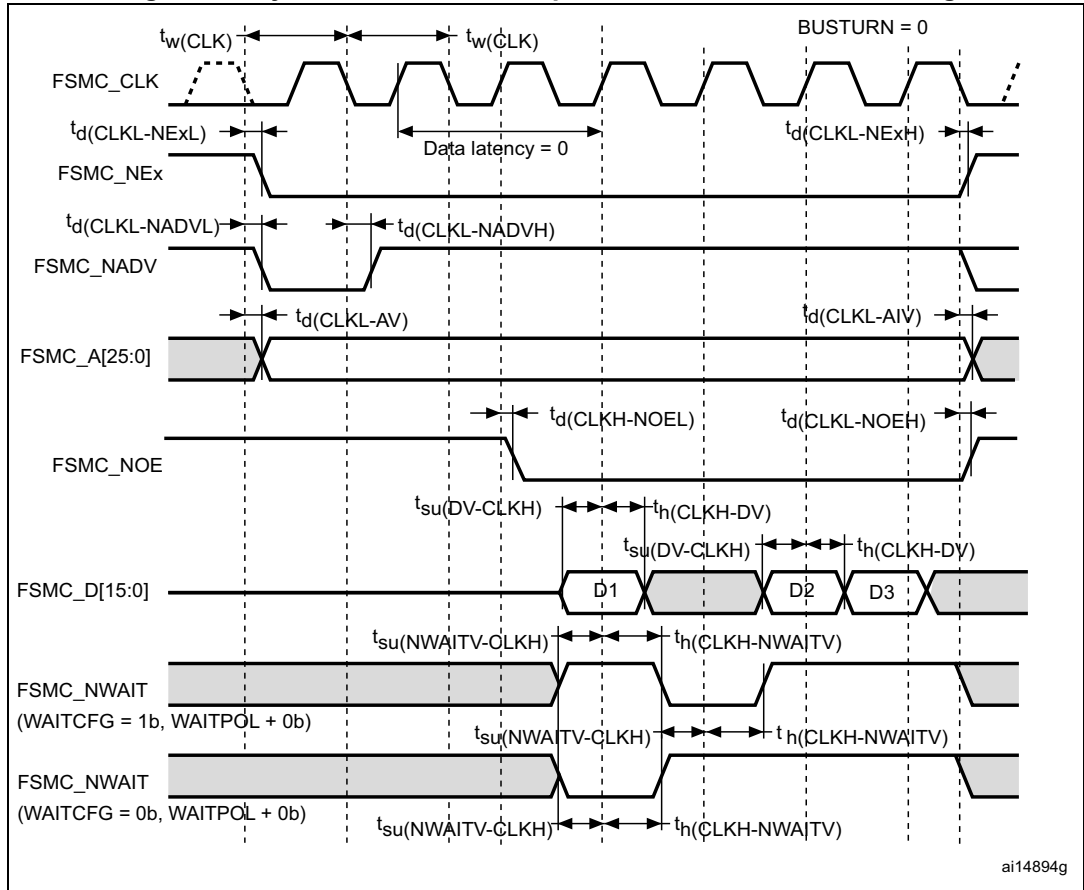 BUSTURN = 0
tw(CLK) tw(CLK)
FSMC_CLK
td(CLKL-NExL) Data latency = 0 td(CLKL-NExH)
FSMC_NEx
td(CLKL-NADVL) td(CLKL-NADVH)
FSMC_NADV
td(CLKL-AV) td(CLKL-AIV)
FSMC_A[25:0]
td(CLKH-NOEL) td(CLKL-NOEH)
FSMC_NOE
tsu(DV-CLKH) th(CLKH-DV)
tsu(DV-CLKH) th(CLKH-DV)
FSMC_D[15:0] D1 D2 D3
tsu(NWAITV-CLKH) th(CLKH-NWAITV)
FSMC_NWAIT
(WAITCFG = 1b, WAITPOL + 0b)
tsu(NWAITV-CLKH) th(CLKH-NWAITV)
FSMC_NWAIT
(WAITCFG = 0b, WAITPOL + 0b)
tsu(NWAITV-CLKH) th(CLKH-NWAITV)
ai14894g